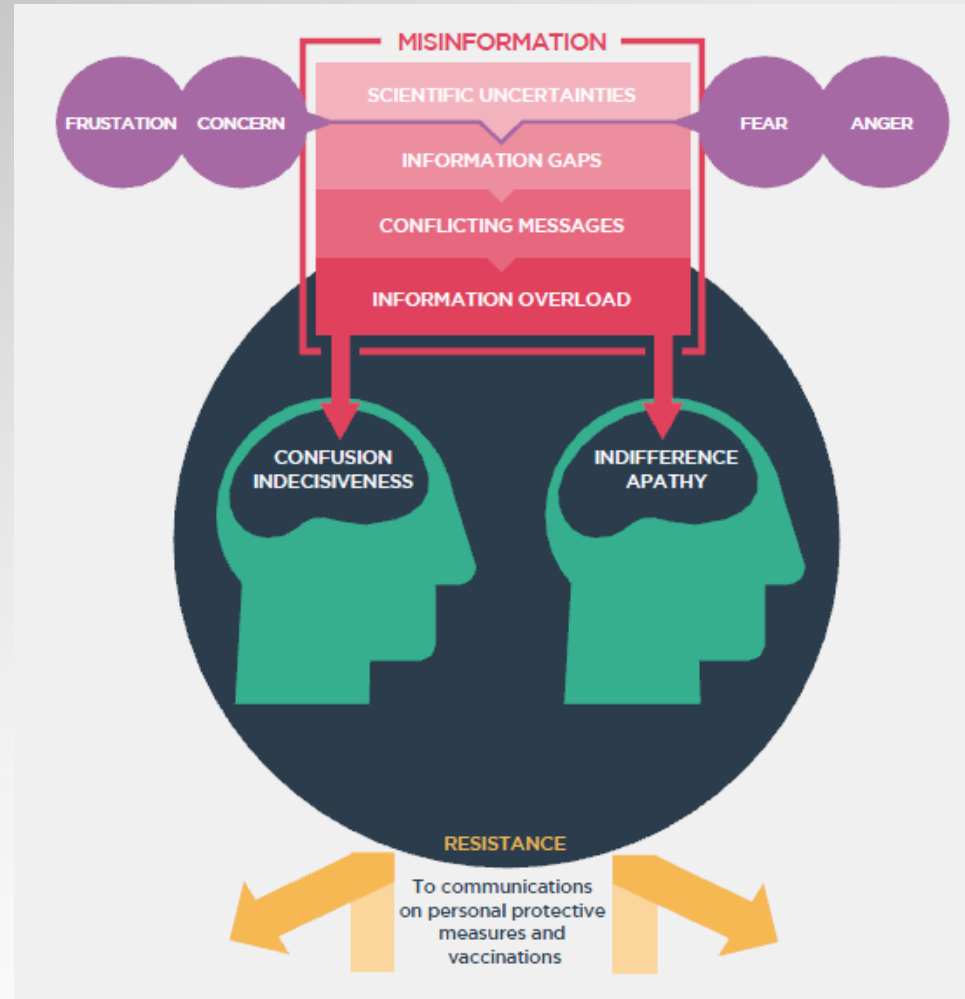 MISINFORMATION
SCIENTIFIC UNCERTAINTIES
FRUSTATION
CONCERN
FEAR
ANGER
INFORMATION GAPS
CONFLICTING MESSAGES
INFORMATION OVERLOAD
CONFUSION
INDECISIVENESS
INDIFFERENCE
APATHY
RESISTANCE
To communications
on personal protective
measures and
vaccinations